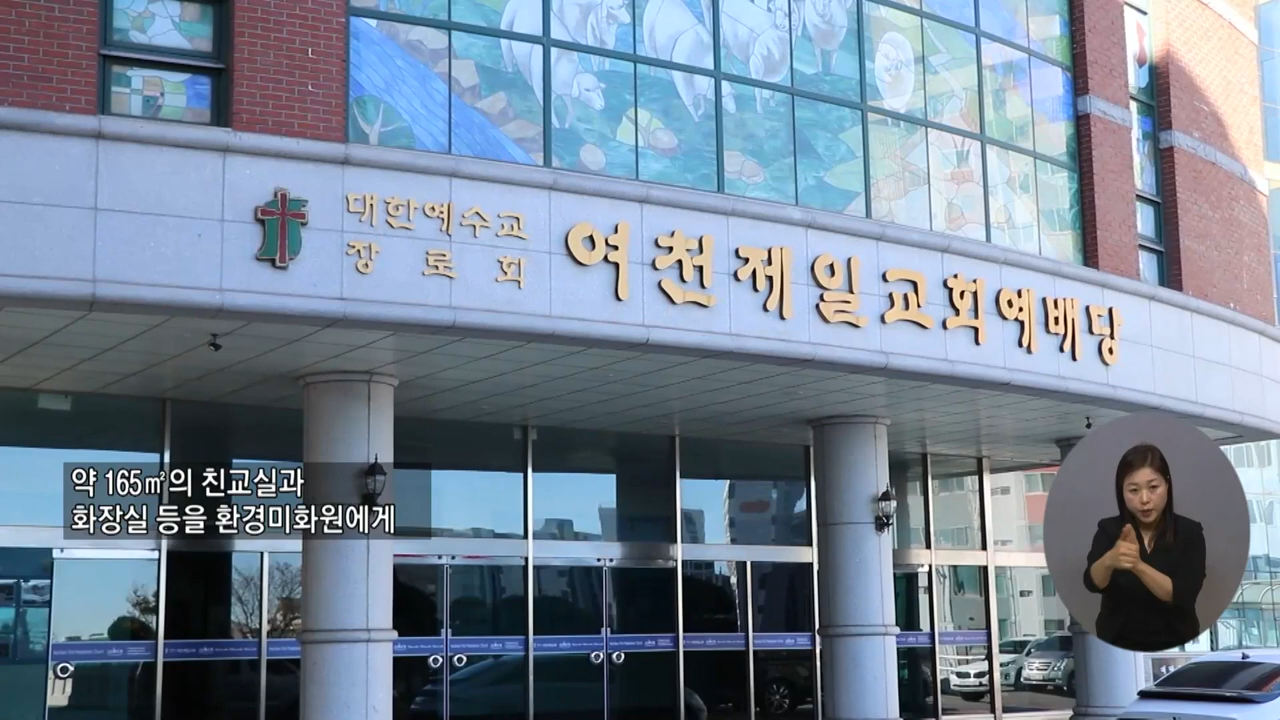 대한예수교
장로회
여천제일교회예배당
약 165㎡의 친교실과
화장실 등을 환경미화원에게